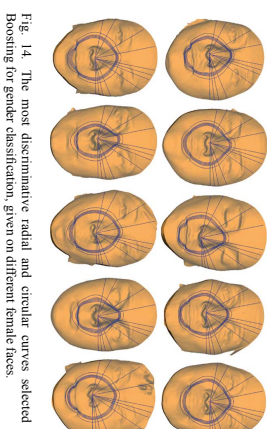 Fig. 14. The most discriminative radial and circular curves selected
Boosting for gender classification, given on different female faces.